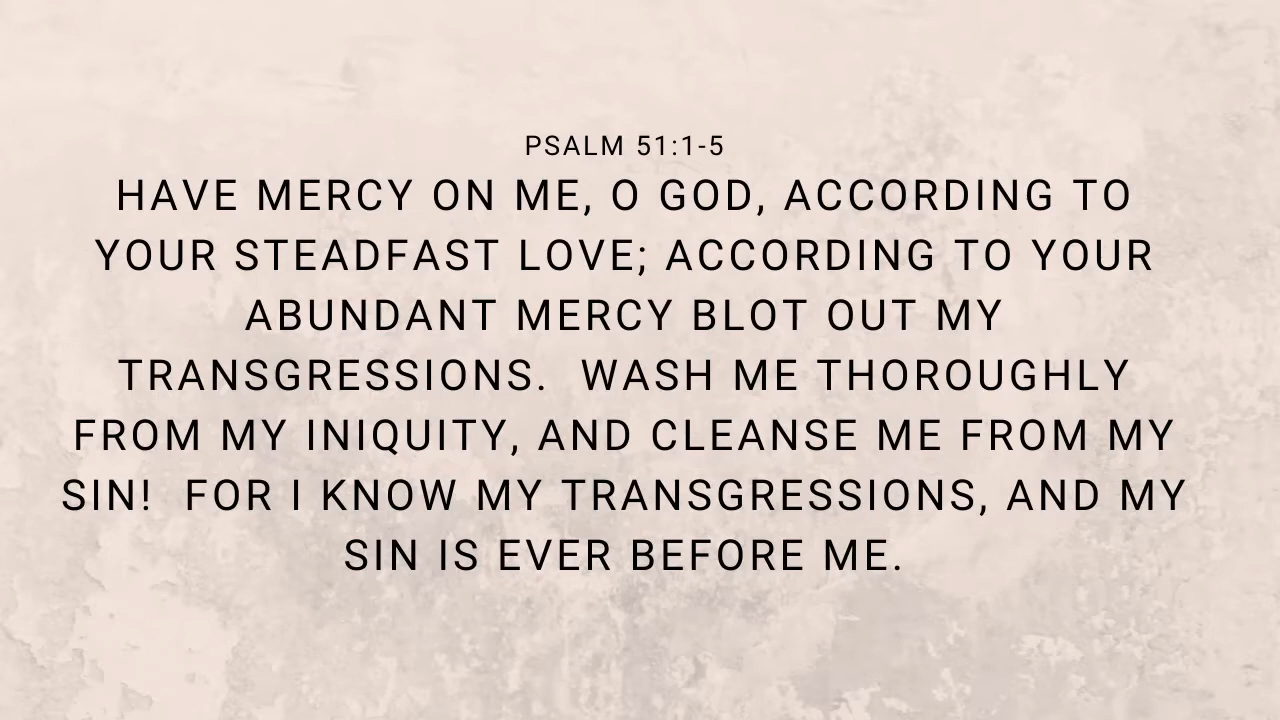 PSALM 51:1-5
HAVE MERCY ON ME, O GOD, ACCORDING TO
YOUR STEADFAST LOVE; ACCORDING TO YOUR
ABUNDANT MERCY BLOT OUT MY
TRANSGRESSIONS.  WASH ME THOROUGHLY
FROM MY INIQUITY, AND CLEANSE ME FROM MY
SIN!  FOR I KNOW MY TRANSGRESSIONS, AND MY
SIN IS EVER BEFORE ME.